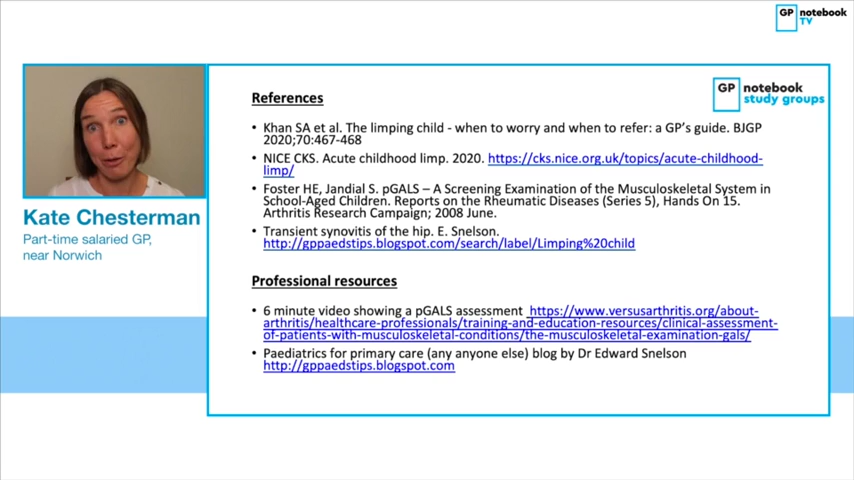 GP notebook
TV
GP notebook
study groups
References
• Khan SA et al. The limping child - when to worry and when to refer: a GP's guide. BJGP
2020;70:467-468
• NICE CKS. Acute childhood limp. 2020. https://cks.nice.org.uk/topics/acute-childhood-
limp/
• Foster HE, Jandial S. pGALS – A Screening Examination of the Musculoskeletal System in
School-Aged Children. Reports on the Rheumatic Diseases (Series 5), Hands On 15.
Arthritis Research Campaign; 2008 June.
• Transient synovitis of the hip. E. Snelson.
http://gppaedstips.blogspot.com/search/label/Limping%20child
Kate Chesterman
Part-time salaried GP,
near Norwich
Professional resources
• 6 minute video showing a pGALS assessment https://www.versusarthritis.org/about-
arthritis/healthcare-professionals/training-and-education-resources/clinical-assessment-
of-patients-with-musculoskeletal-conditions/the-musculoskeletal-examination-gals/
• Paediatrics for primary care (any anyone else) blog by Dr Edward Snelson
http://gppaedstips.blogspot.com